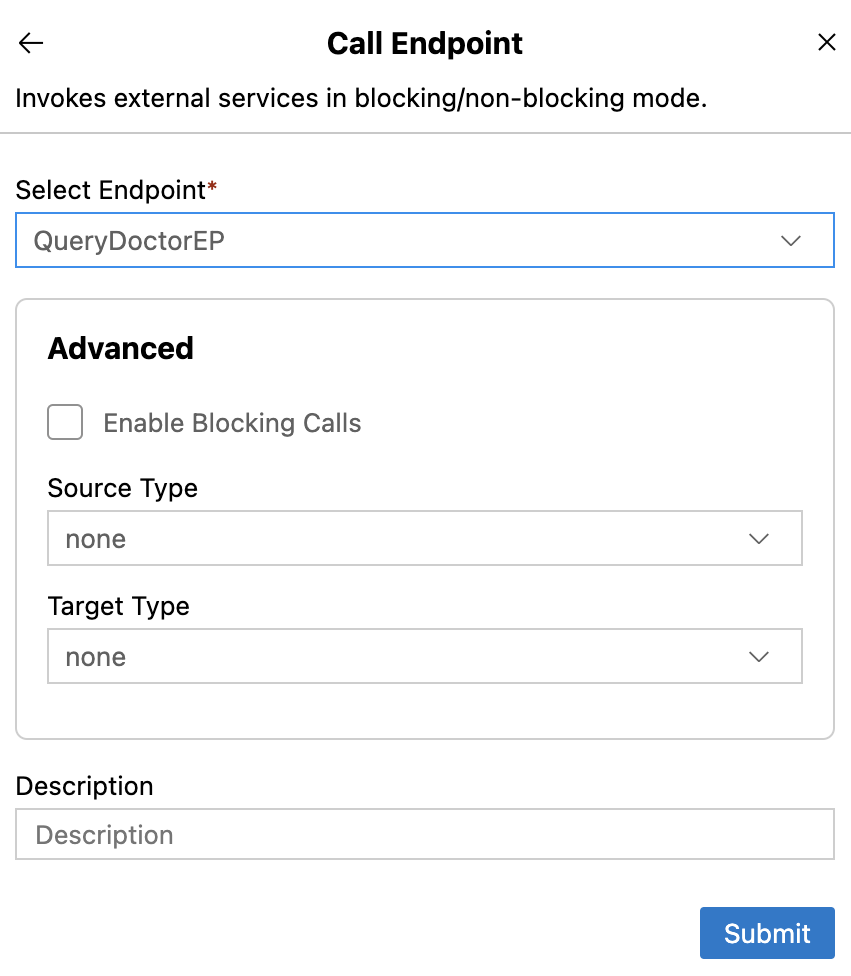 Call Endpoint
Invokes external services in blocking/non-blocking mode.
Select Endpoint*
QueryDoctorEP
Advanced
Enable Blocking Calls
Source Type
none
Target Type
none
Description
Description
Submit